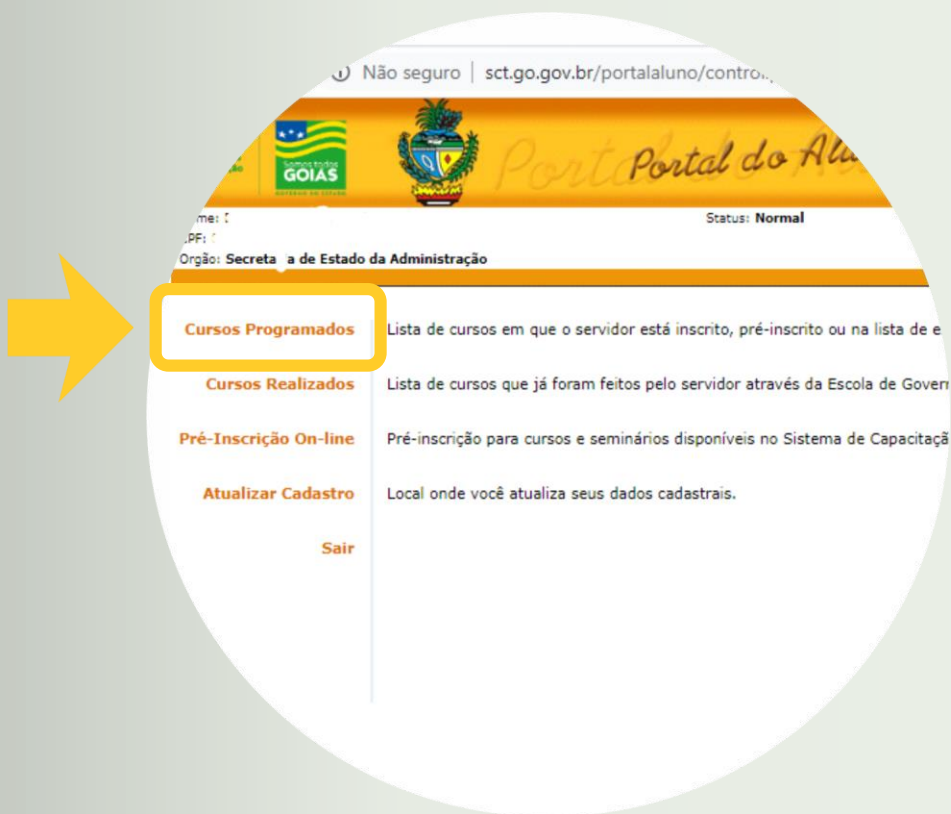 Não seguro | sct.go.gov.br/portalaluno/contro
Somos todos
GOIÁS
GOVERNO DO ESTADO
Portal do
Status: Normal
Orgão: Secreta a de Estado da Administração
Cursos Programados Lista de cursos em que o servidor está inscrito, pré-inscrito ou na lista de e
Cursos Realizados Lista de cursos que já foram feitos pelo servidor através da Escola de Govern
Pré-Inscrição On-line Pré-inscrição para cursos e seminários disponíveis no Sistema de Capacitaçã
Atualizar Cadastro Local onde você atualiza seus dados cadastrais.
Sair